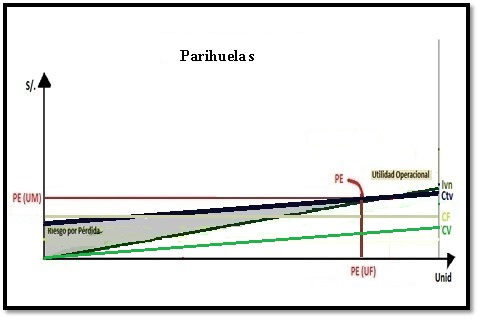 Parihuelas
S/.
Utilidad Operacional
PE
Ivn
Ctv
PE (UM)
CF
Riesgo por Pérdida
CV
Unid
PE (UF)